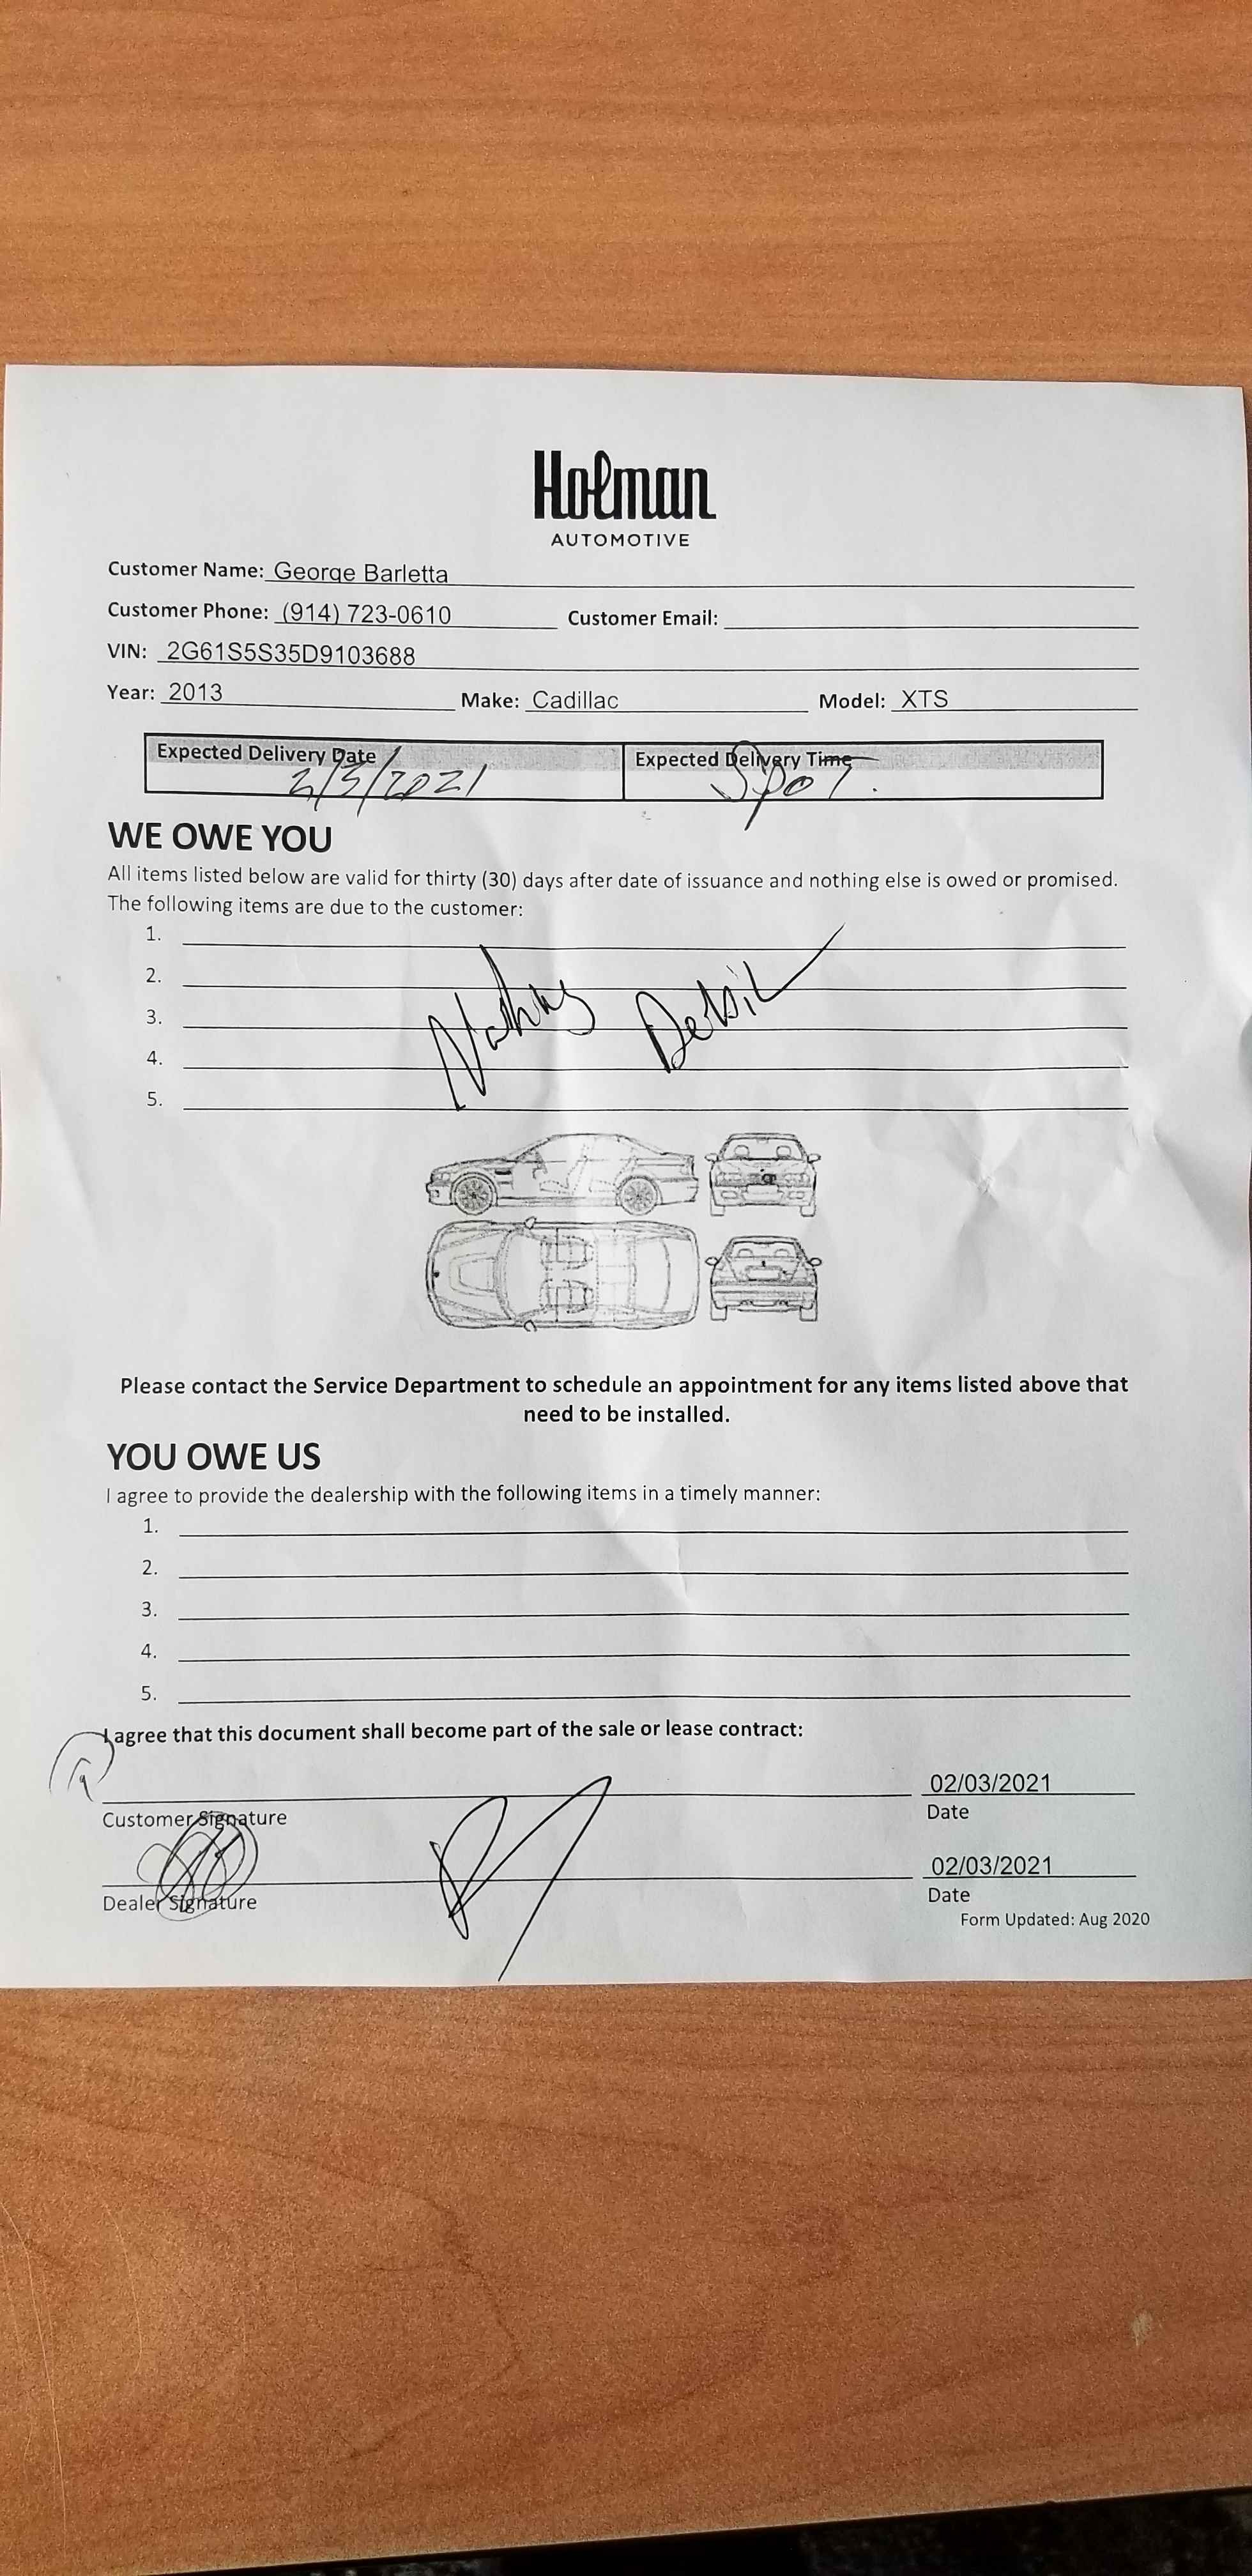 Holman
AUTOMOTIVE
Customer Name: George Barletta
Customer Phone: (914) 723-0610 Customer Email:
VIN: 2G61S5S35D9103688
Year: 2013 Make: Cadillac Model: XTS
Expected Delivery Date Expected Delivery Time
2/3/2021 Spot.
WE OWE YOU
All items listed below are valid for thirty (30) days after date of issuance and nothing else is owed or promised.
The following items are due to the customer:
1.
2.
3.
4.
5.
Please contact the Service Department to schedule an appointment for any items listed above that
need to be installed.
YOU OWE US
I agree to provide the dealership with the following items in a timely manner:
1.
2.
3.
4.
5.
I agree that this document shall become part of the sale or lease contract:
02/03/2021
Customer Signature Date
02/03/2021
Dealer Signature Date
Form Updated: Aug 2020